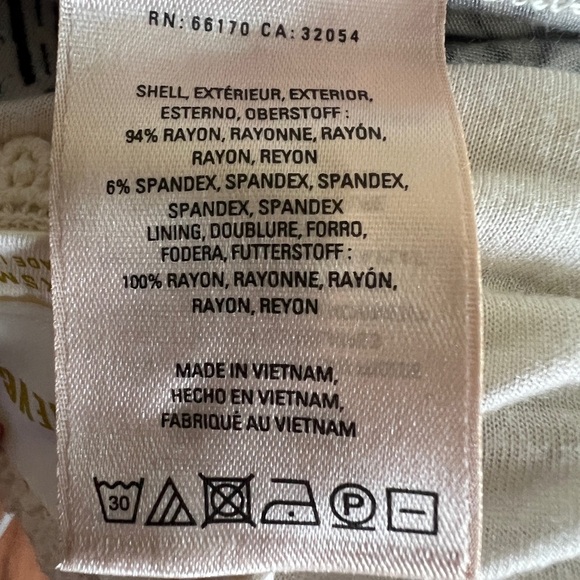 RN: 66170 CA: 32054
SHELL, EXTÉRIEUR, EXTERIOR,
ESTERNO, OBERSTOFF :
94% RAYON, RAYONNE, RAYÓN,
RAYON, REYON
6% SPANDEX, SPANDEX, SPANDEX,
SPANDEX, SPANDEX
LINING, DOUBLURE, FORRO,
FODERA, FUTTERSTOFF :
100% RAYON, RAYONNE, RAYÓN,
RAYON, REYON
MADE IN VIETNAM,
HECHO EN VIETNAM,
FABRIQUÉ AU VIETNAM
30
P